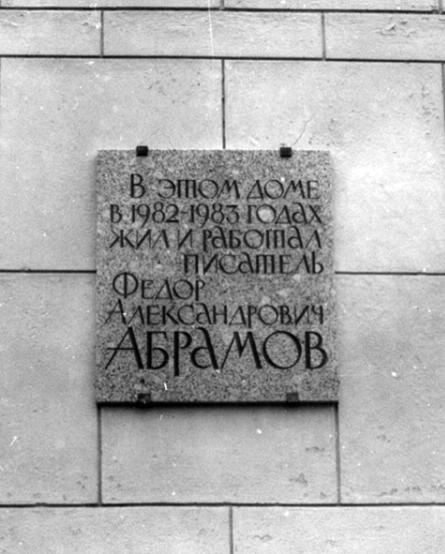 В этом доме
в 1982-1983 годах
жил и работал
писатель
Федор
Александрович
Абрамов